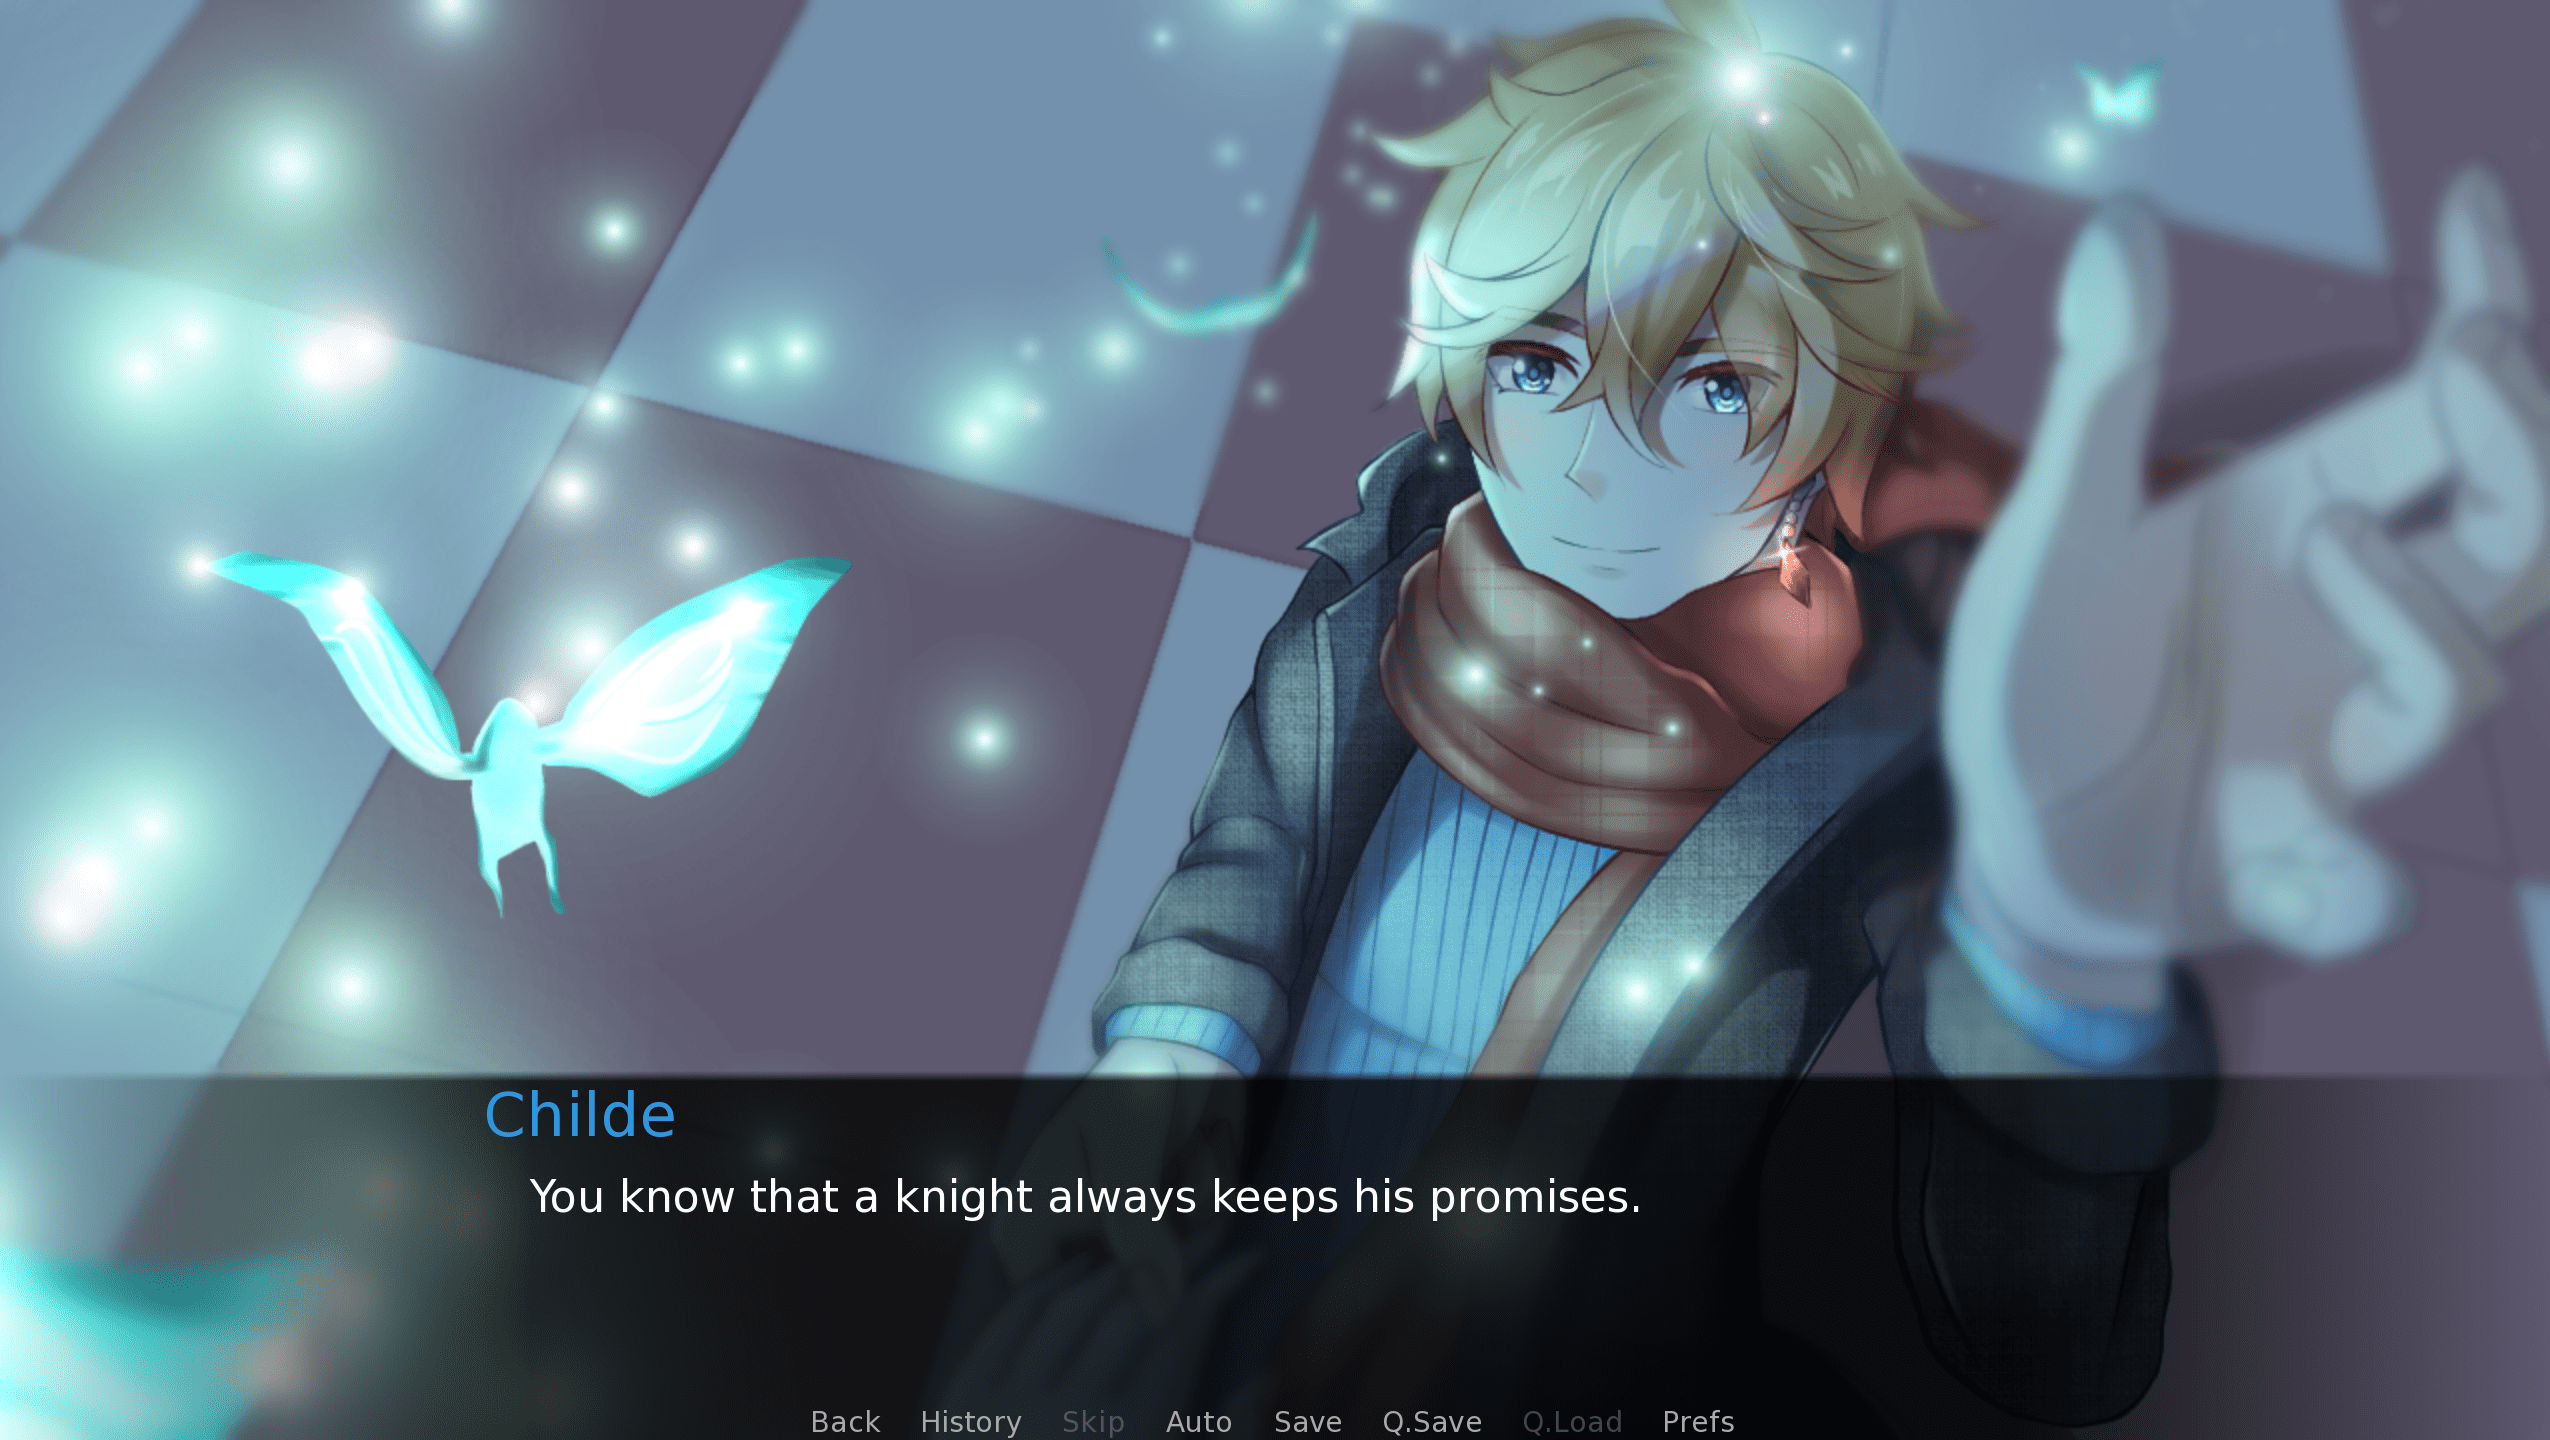 Childe
You know that a knight always keeps his promises.
Back History Skip Auto Save Q.Save Q.Load Prefs